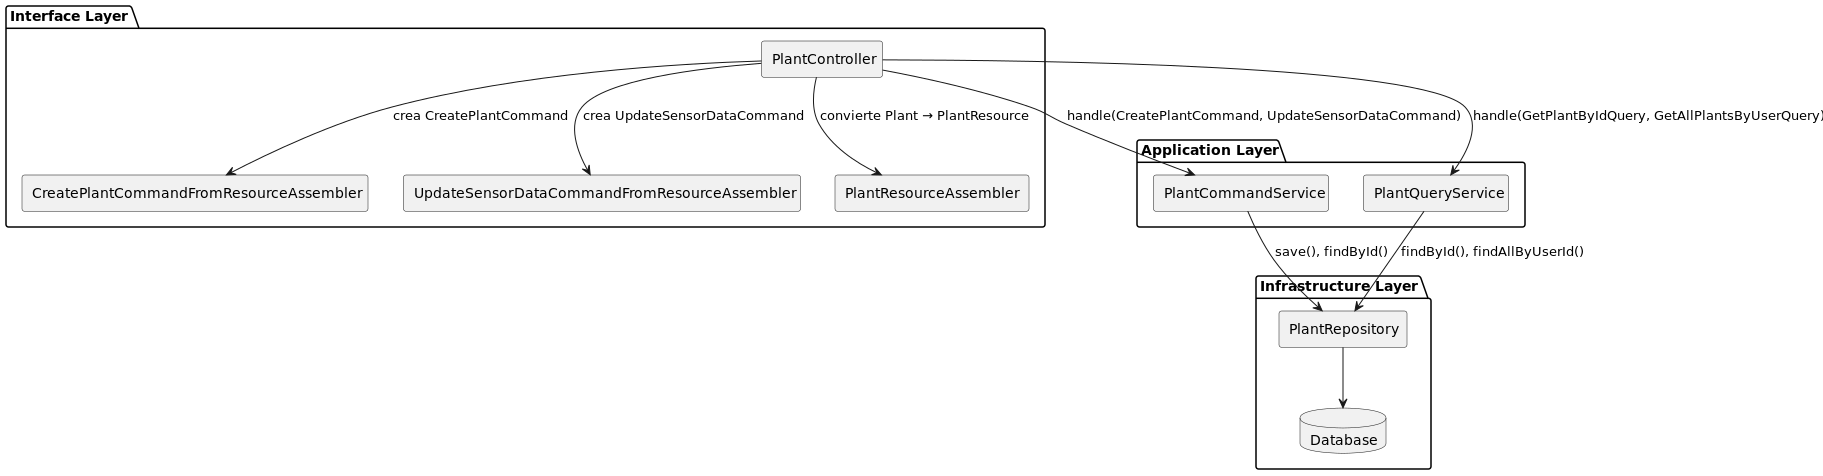 Interface Layer
PlantController
crea CreatePlantCommand
crea UpdateSensorDataCommand
convierte Plant → PlantResource
handle(CreatePlantCommand, UpdateSensorDataCommand)
handle(GetPlantByIdQuery, GetAllPlantsByUserQuery)
Application Layer
CreatePlantCommandFromResourceAssembler
UpdateSensorDataCommandFromResourceAssembler
PlantResourceAssembler
PlantCommandService
PlantQueryService
save(), findById()
findById(), findAllByUserId()
Infrastructure Layer
PlantRepository
Database